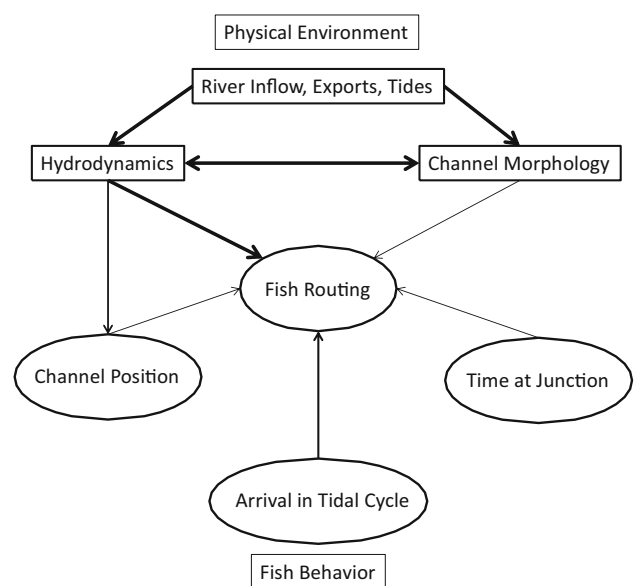 Physical Environment
River Inflow, Exports, Tides
Hydrodynamics
Channel Morphology
Fish Routing
Channel Position
Time at Junction
Arrival in Tidal Cycle
Fish Behavior